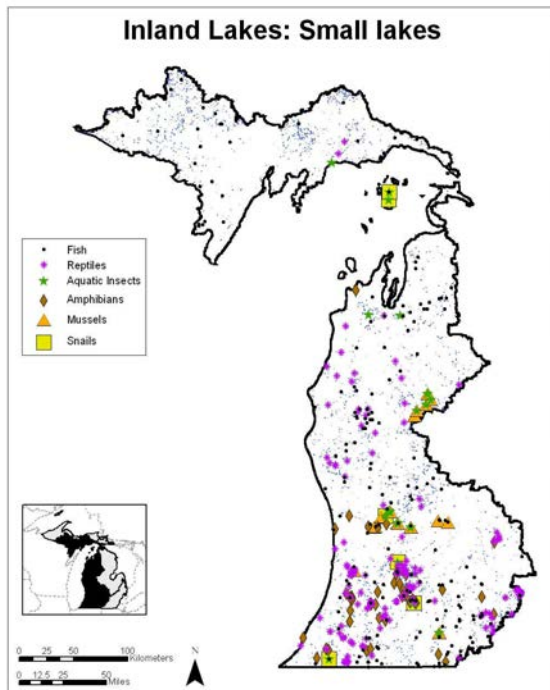 Inland Lakes: Small lakes
Fish
Reptiles
Aquatic Insects
Amphibians
Mussels
Snails
0 25 50 100
Kilometers
0 12.5 25 50
Miles
N